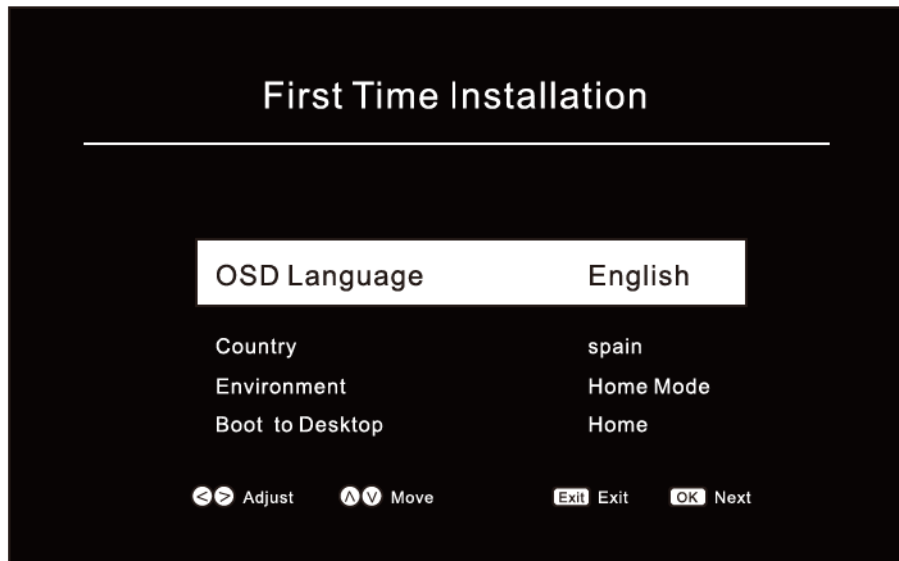 First Time Installation
OSD Language English
Country spain
Environment Home Mode
Boot to Desktop Home
< > Adjust ∧ ∨ Move Exit Exit OK Next